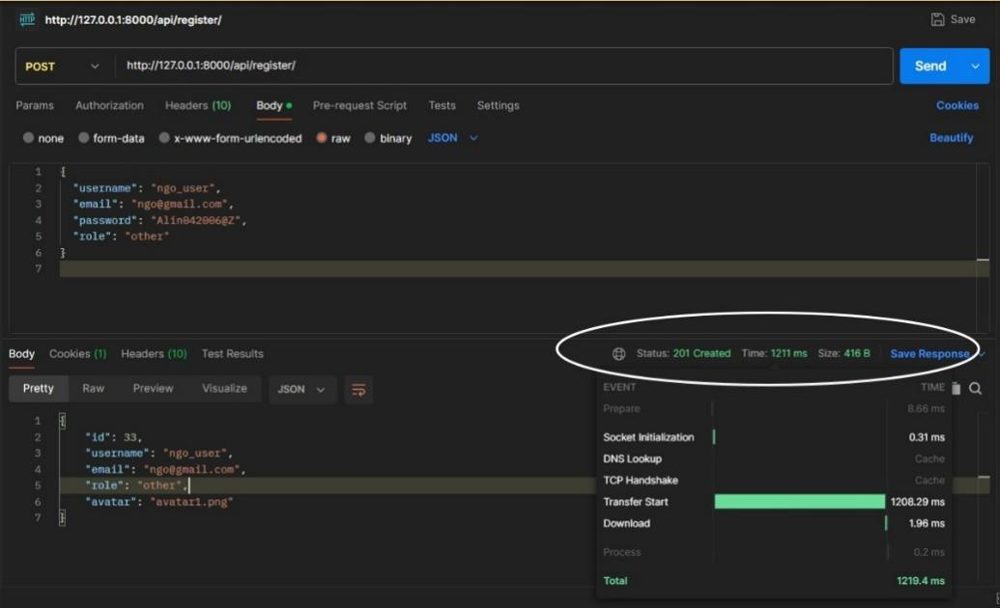 HTTP http://127.0.0.1:8000/api/register/ Save
POST http://127.0.0.1:8000/api/register/ Send
Params Authorization Headers (10) Body Pre-request Script Tests Settings Cookies
none form-data x-www-form-urlencoded raw binary JSON Beautify
1 {
2 "username": "ngo_user",
3 "email": "ngo@gmail.com",
4 "password": "Alin042006@Z",
5 "role": "other"
6 }
7
Body Cookies (1) Headers (10) Test Results Status: 201 Created Time: 1211 ms Size: 416 B Save Response
Pretty Raw Preview Visualize JSON
1 {
2 "id": 33,
3 "username": "ngo_user",
4 "email": "ngo@gmail.com",
5 "role": "other",
6 "avatar": "avatar1.png"
7 }
EVENT TIME
Prepare 8.66 ms
Socket Initialization 0.31 ms
DNS Lookup Cache
TCP Handshake Cache
Transfer Start 1208.29 ms
Download 1.96 ms
Process 0.2 ms
Total 1219.4 ms